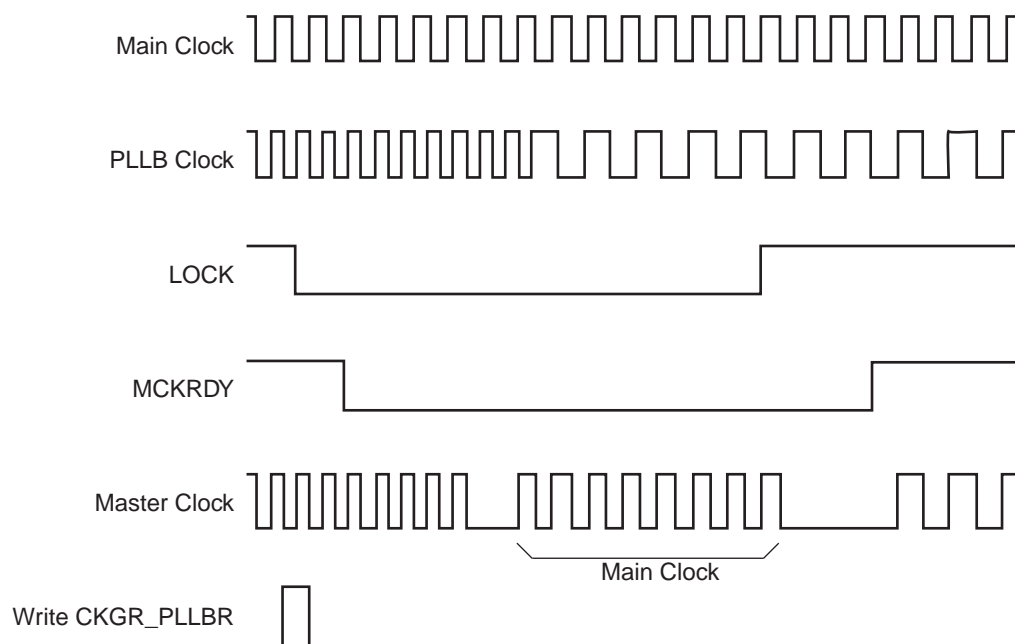 Main Clock
PLLB Clock
LOCK
MCKRDY
Master Clock
Main Clock
Write CKGR_PLLBR